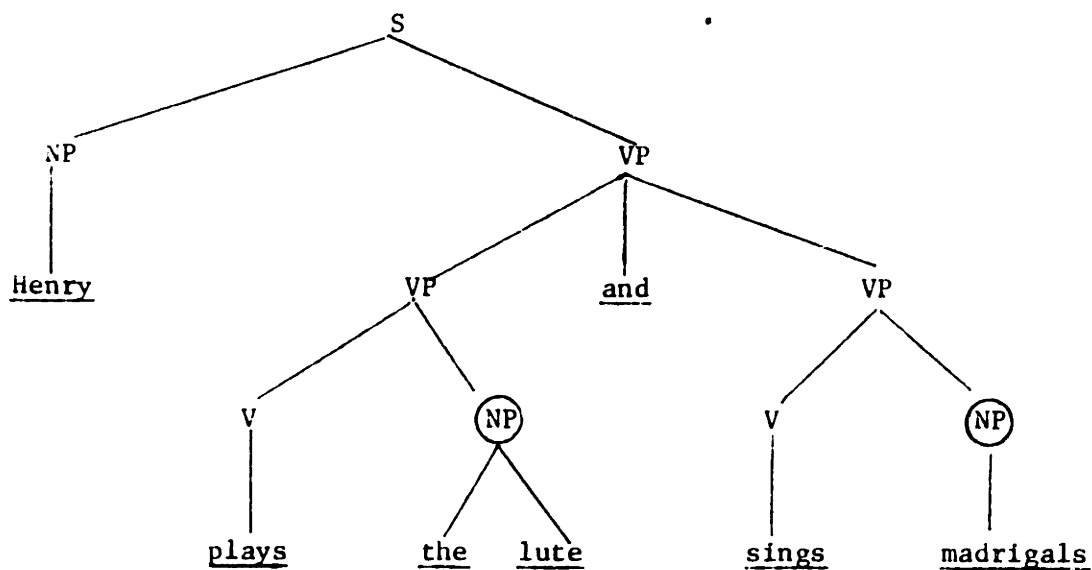 S
NP VP
Henry VP and VP
V NP V NP
plays the lute sings madrigals